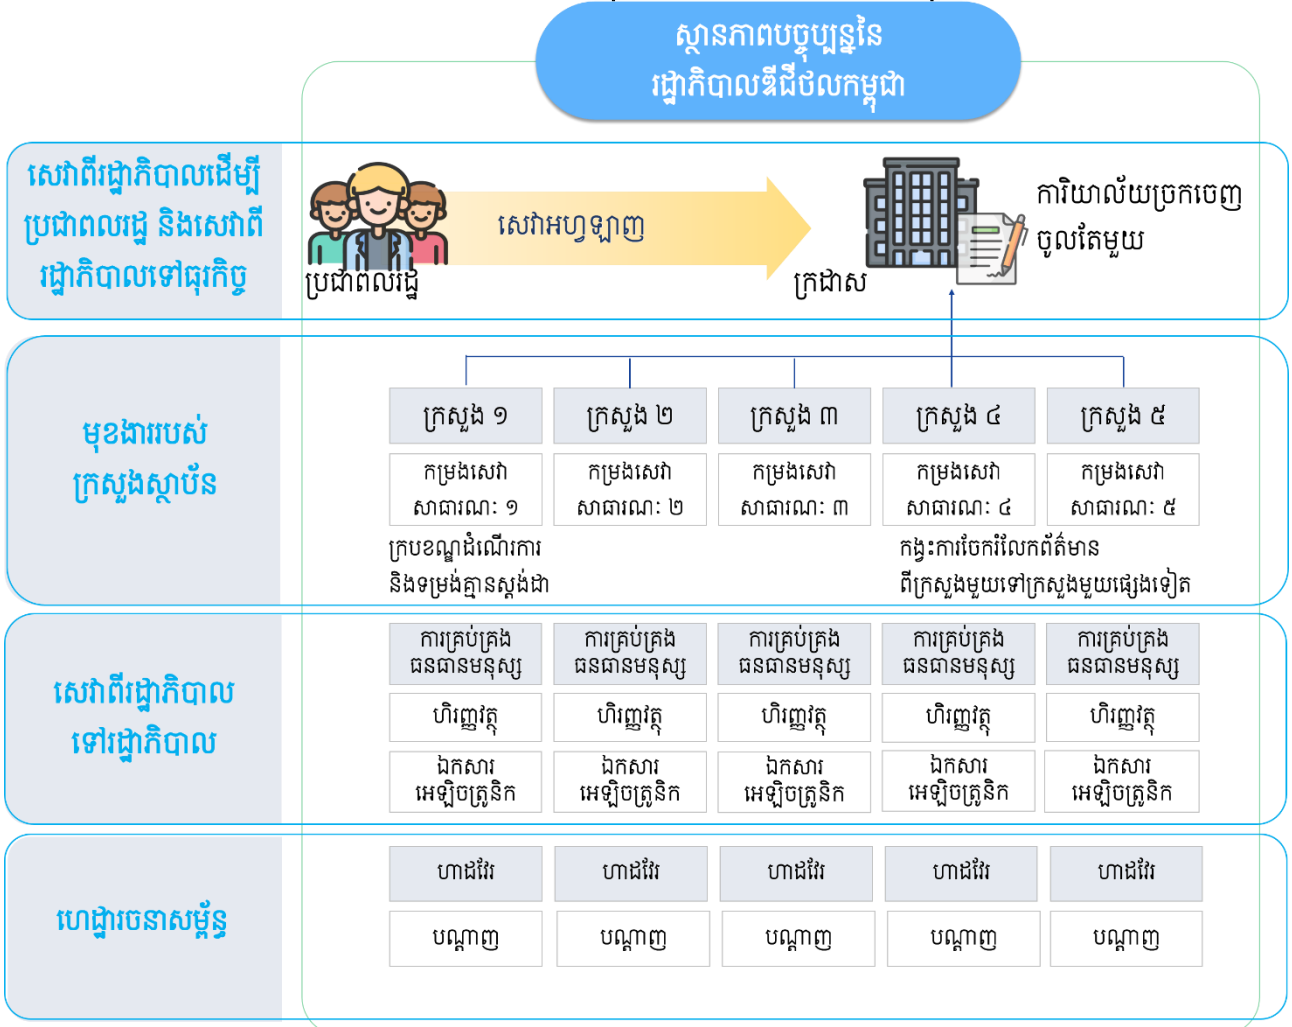 ស្ថានភាពបច្ចុប្បន្ននៃ
រដ្ឋាភិបាលឌីជីថលកម្ពុជា
សេវាពីរដ្ឋាភិបាលដើម្បី
ប្រជាពលរដ្ឋ និងសេវាពី
រដ្ឋាភិបាលទៅធុរកិច្ច
ប្រជាពលរដ្ឋ
សេវាអហ្វឡាញ
ក្រដាស
ការិយាល័យច្រកចេញ
ចូលតែមួយ
មុខងាររបស់
ក្រសួងស្ថាប័ន
ក្រសួង ១
ក្រសួង ២
ក្រសួង ៣
ក្រសួង ៤
ក្រសួង ៥
កម្រងសេវា
សាធារណៈ ១
កម្រងសេវា
សាធារណៈ ២
កម្រងសេវា
សាធារណៈ ៣
កម្រងសេវា
សាធារណៈ ៤
កម្រងសេវា
សាធារណៈ ៥
ក្របខណ្ឌដំណើរការ
និងទម្រង់គ្មានស្តង់ដា
កង្វះការចែករំលែកព័ត៌មាន
ពីក្រសួងមួយទៅក្រសួងមួយផ្សេងទៀត
សេវាពីរដ្ឋាភិបាល
ទៅរដ្ឋាភិបាល
ការគ្រប់គ្រង
ធនធានមនុស្ស
ការគ្រប់គ្រង
ធនធានមនុស្ស
ការគ្រប់គ្រង
ធនធានមនុស្ស
ការគ្រប់គ្រង
ធនធានមនុស្ស
ការគ្រប់គ្រង
ធនធានមនុស្ស
ហិរញ្ញវត្ថុ
ហិរញ្ញវត្ថុ
ហិរញ្ញវត្ថុ
ហិរញ្ញវត្ថុ
ហិរញ្ញវត្ថុ
ឯកសារ
អេឡិចត្រូនិក
ឯកសារ
អេឡិចត្រូនិក
ឯកសារ
អេឡិចត្រូនិក
ឯកសារ
អេឡិចត្រូនិក
ឯកសារ
អេឡិចត្រូនិក
ហេដ្ឋារចនាសម្ព័ន្ធ
ហាដវែរ
ហាដវែរ
ហាដវែរ
ហាដវែរ
ហាដវែរ
បណ្តាញ
បណ្តាញ
បណ្តាញ
បណ្តាញ
បណ្តាញ